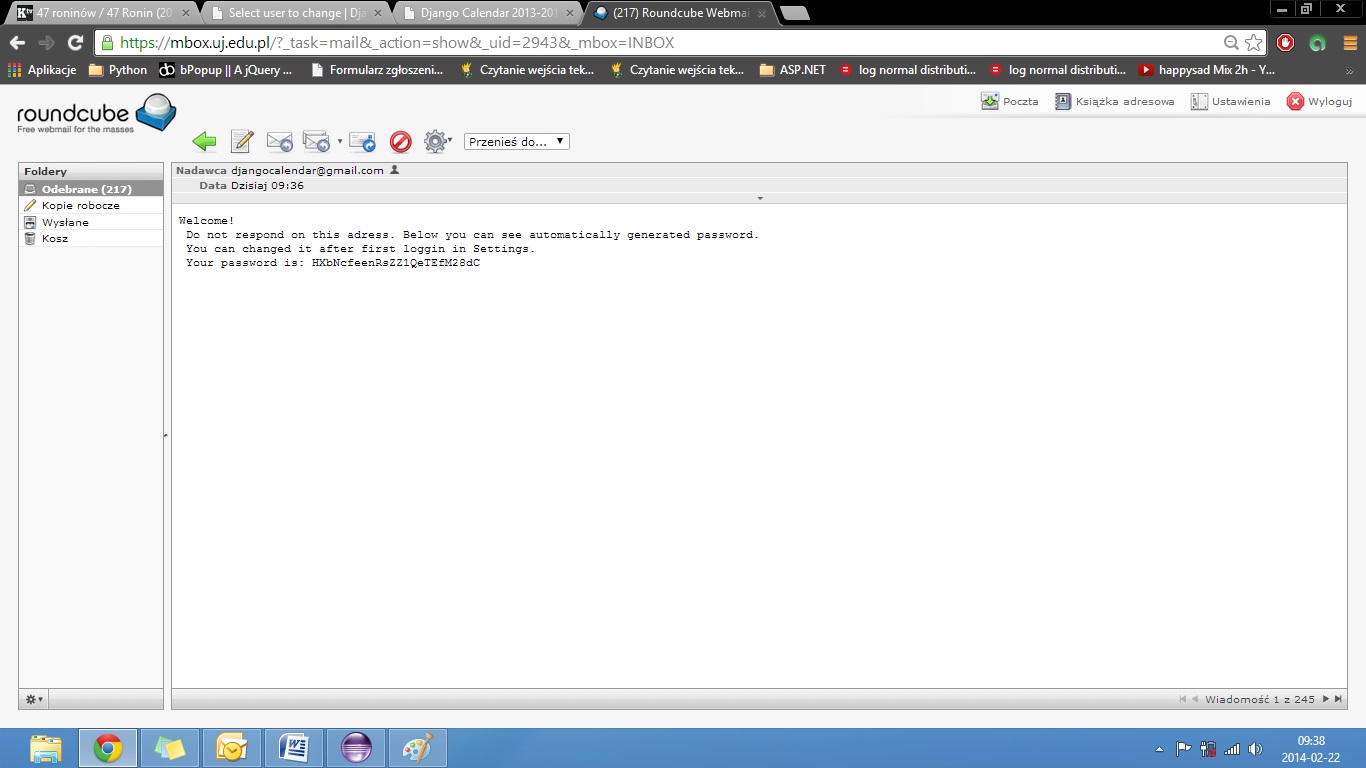 47 roninów / 47 Ronin (20
Select user to change | Dja
Django Calendar 2013-201
(217) Roundcube Webmai
https://mbox.uj.edu.pl/?_task=mail&_action=show&_uid=2943&_mbox=INBOX
Aplikacje
Python
bPopup || A jQuery ...
Formularz zgłoszeni...
Czytanie wejścia tek...
Czytanie wejścia tek...
ASP.NET
log normal distributi...
log normal distributi...
happysad Mix 2h - Y...
roundcube
Free webmail for the masses
Poczta
Książka adresowa
Ustawienia
Wyloguj
Przenieś do...
Foldery
Odebrane (217)
Kopie robocze
Wysłane
Kosz
Nadawca djangocalendar@gmail.com
Data Dzisiaj 09:36
Welcome!
Do not respond on this adress. Below you can see automatically generated password.
You can changed it after first loggin in Settings.
Your password is: HXbNcfeenRsZZlQeTEfM28dC
Wiadomość 1 z 245
09:38
2014-02-22